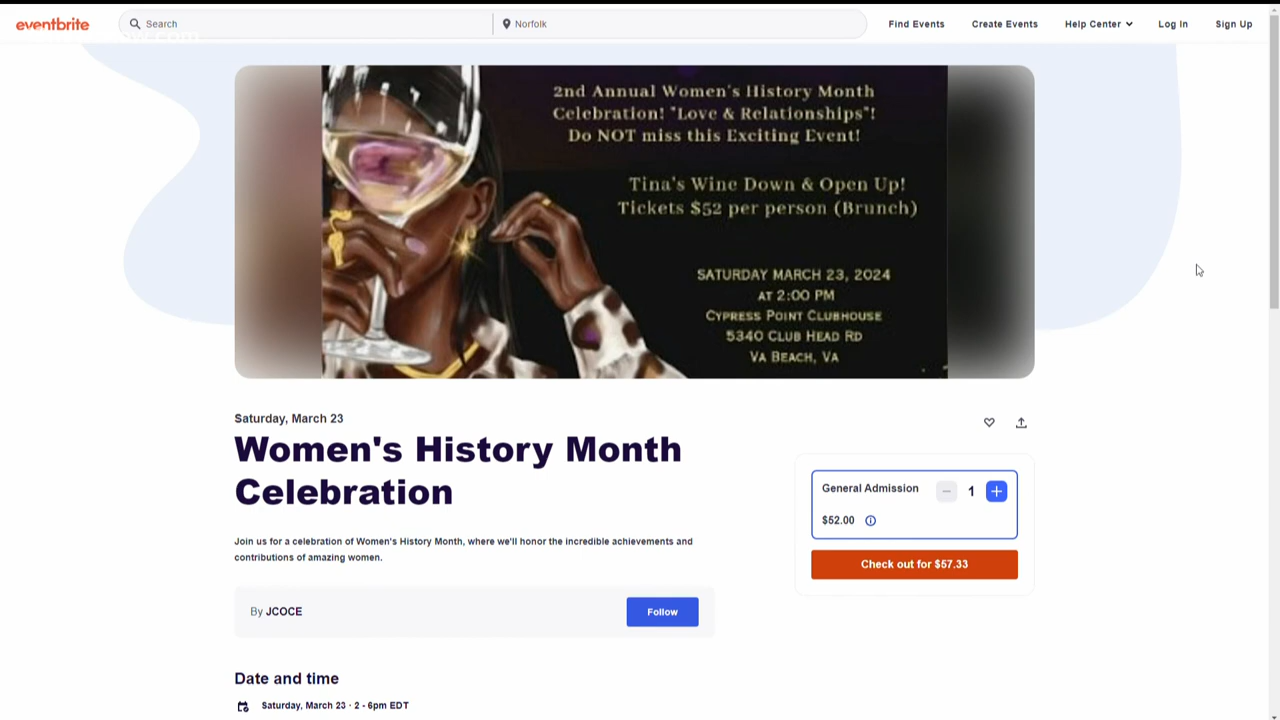 eventbrite
Search
Norfolk
Find Events
Create Events
Help Center
Log In
Sign Up
2nd Annual Women's History Month
Celebration! "Love & Relationships"!
Do NOT miss this Exciting Event!
Tina's Wine Down & Open Up!
Tickets $52 per person (Brunch)
SATURDAY MARCH 23, 2024
AT 2:00 PM
CYPRESS POINT CLUBHOUSE
5340 CLUB HEAD RD
VA BEACH, VA
Saturday, March 23
Women's History Month
Celebration
Join us for a celebration of Women's History Month, where we'll honor the incredible achievements and
contributions of amazing women.
By JCOCE
Follow
General Admission
1
$52.00
Check out for $57.33
Date and time
Saturday, March 23 · 2 - 6pm EDT